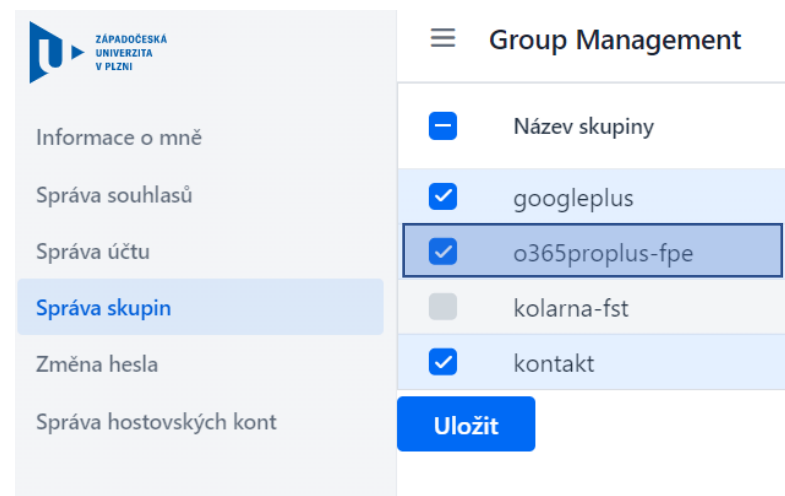 ZÁPADOČESKÁ
UNIVERZITA
V PLZNI
Informace o mně
Správa souhlasů
Správa účtu
Správa skupin
Změna hesla
Správa hostovských kont
Group Management
Název skupiny
googleplus
o365proplus-fpe
kolarna-fst
kontakt
Uložit